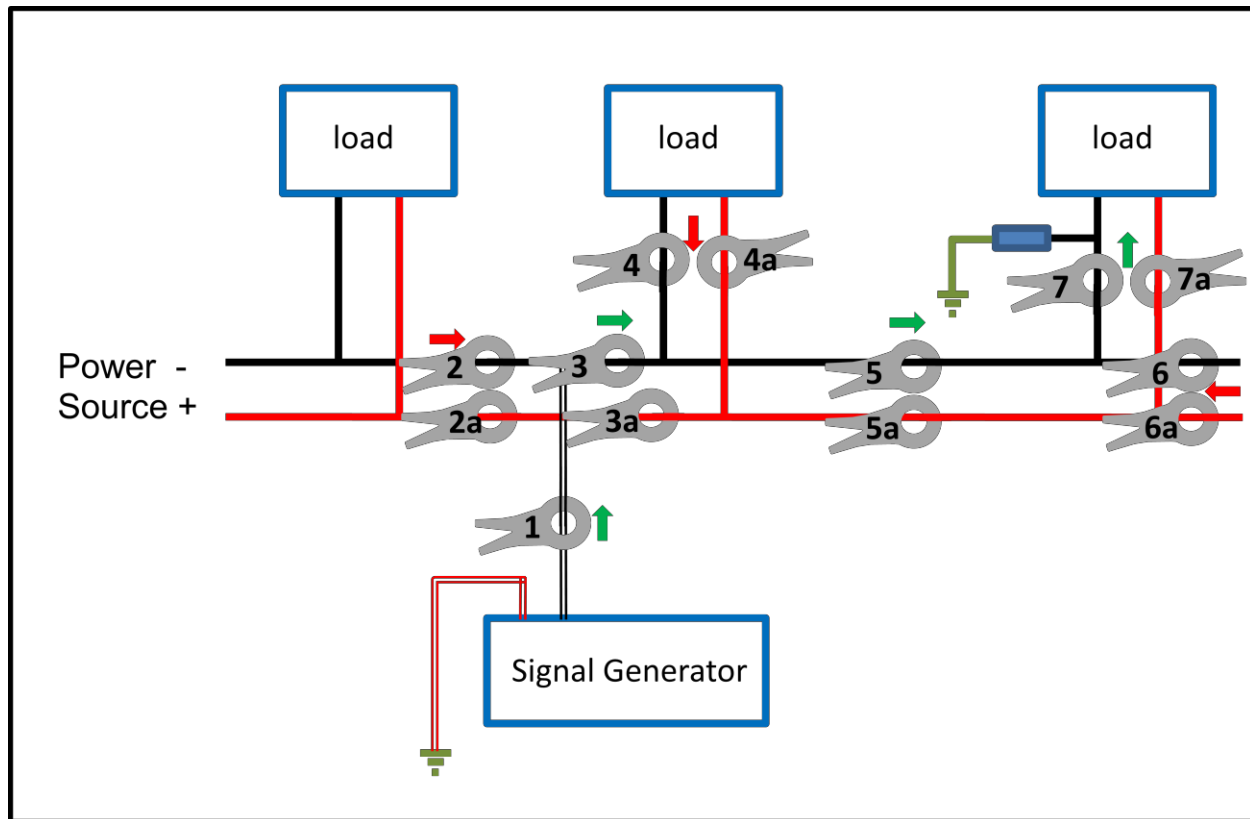 load
load
load
4
4a
7
7a
Power -
Source +
2
3
5
6
2a
3a
5a
6a
1
Signal Generator